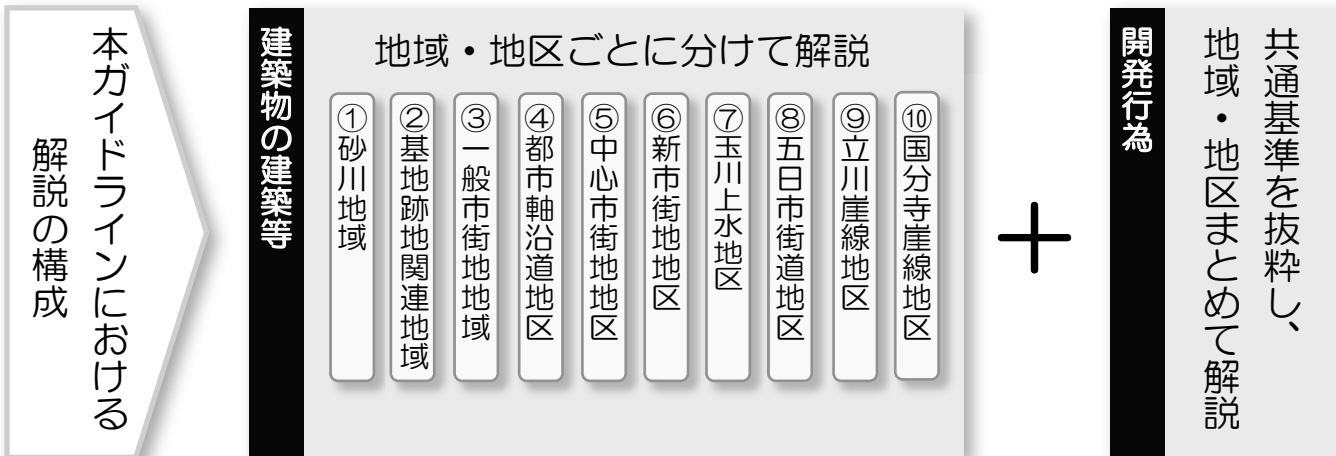 本ガイドラインにおける
解説の構成
建築物の建築等
地域・地区ごとに分けて解説
①砂川地域
②基地跡地関連地域
③一般市街地地域
④都市軸沿道地区
⑤中心市街地地区
⑥新市街地地区
⑦玉川上水地区
⑧五日市街道地区
⑨立川崖線地区
⑩国分寺崖線地区
+
開発行為
共通基準を抜粋し、
地域・地区まとめて解説